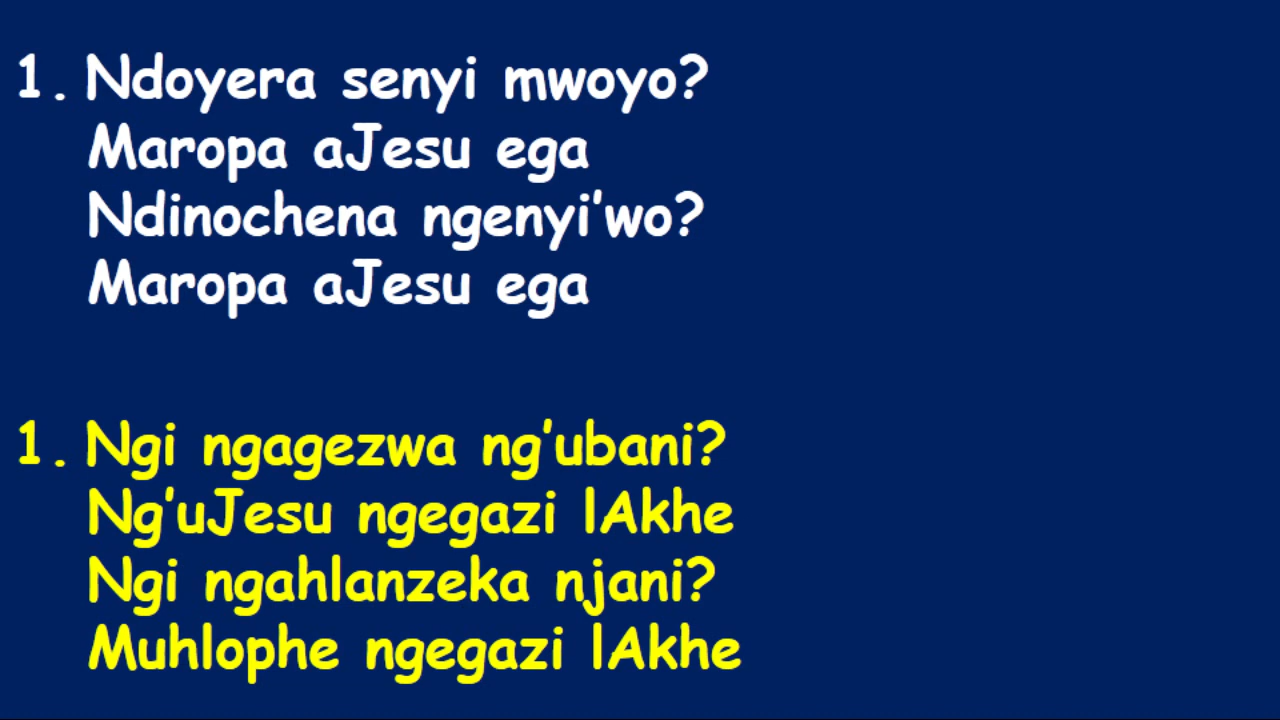 1. Ndoyera senyi mwoyo?
Maropa aJesu ega
Ndinochena ngenyi'wo?
Maropa aJesu ega
1. Ngi ngagezwa ng'ubani?
Ng'uJesu ngegazi lAkhe
Ngi ngahlanzeka njani?
Muhlophe ngegazi lAkhe